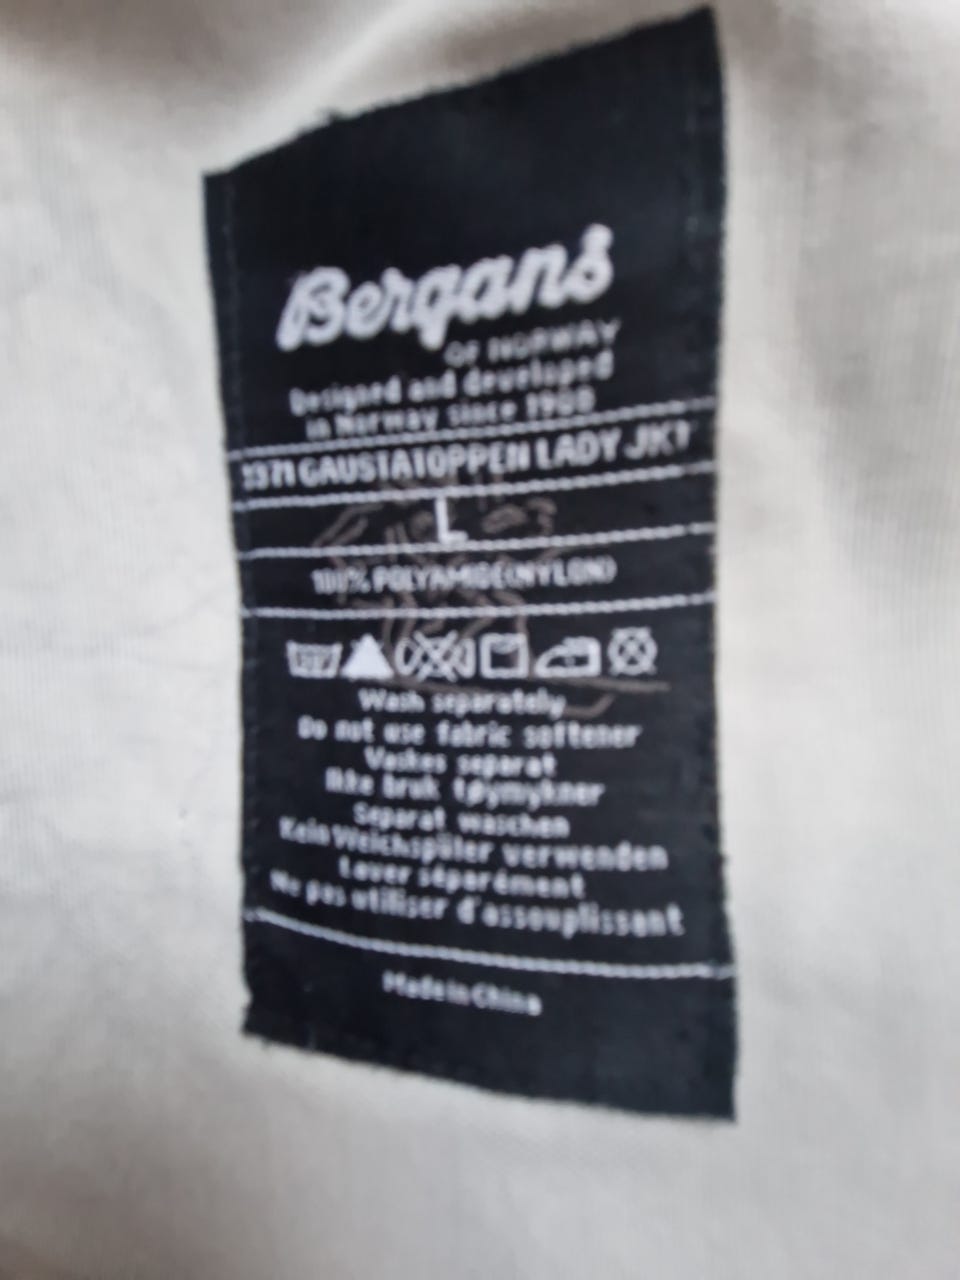 Bergans
OF NORWAY
Designed and developed
in Norway since 1908
GAUSTATOPPEN LADY JKT
L
100% POLYAMIDE(NYLON)
Wash separately
Do not use fabric softener
Vaskes separat
Ikke bruk tøymykner
Separat waschen
Kein Weichspüler verwenden
Laver séparément
Ne pas utiliser d'assouplissant
Made in China